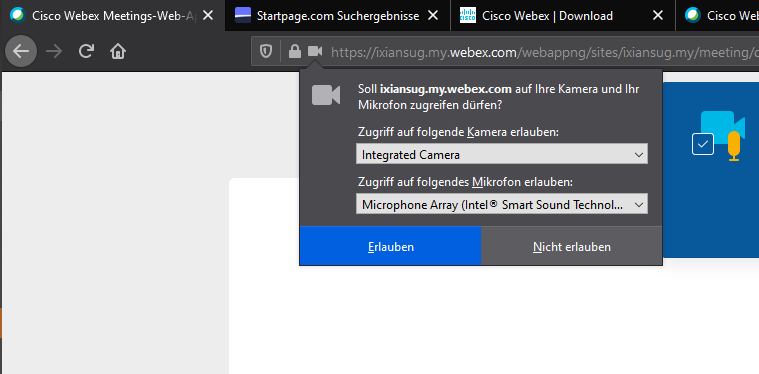 Cisco Webex Meetings-Web-Ap
Startpage.com Suchergebnisse
Cisco Webex | Download
Cisco Web
https://ixiansug.my.webex.com/webappng/sites/ixiansug.my/meeting/
Soll ixiansug.my.webex.com auf Ihre Kamera und Ihr
Mikrofon zugreifen dürfen?
Zugriff auf folgende Kamera erlauben:
Integrated Camera
Zugriff auf folgendes Mikrofon erlauben:
Microphone Array (Intel® Smart Sound Technol...
Erlauben
Nicht erlauben